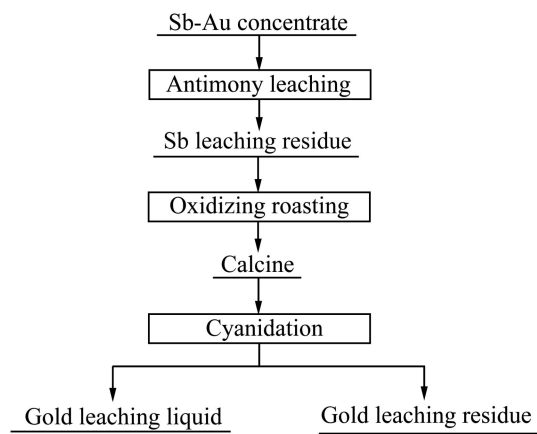 Sb-Au concentrate
Antimony leaching
Sb leaching residue
Oxidizing roasting
Calcine
Cyanidation
Gold leaching liquid
Gold leaching residue